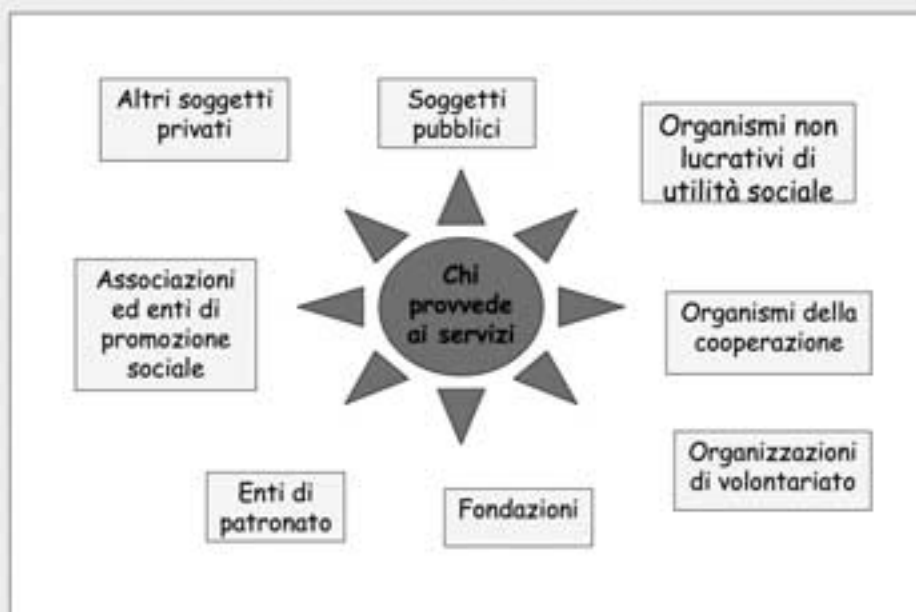 Altri soggetti
privati
Soggetti
pubblici
Organismi non
lucrativi di
utilità sociale
Chi
provvede
ai servizi
Associazioni
ed enti di
promozione
sociale
Organismi della
cooperazione
Organizzazioni
di volontariato
Enti di
patronato
Fondazioni